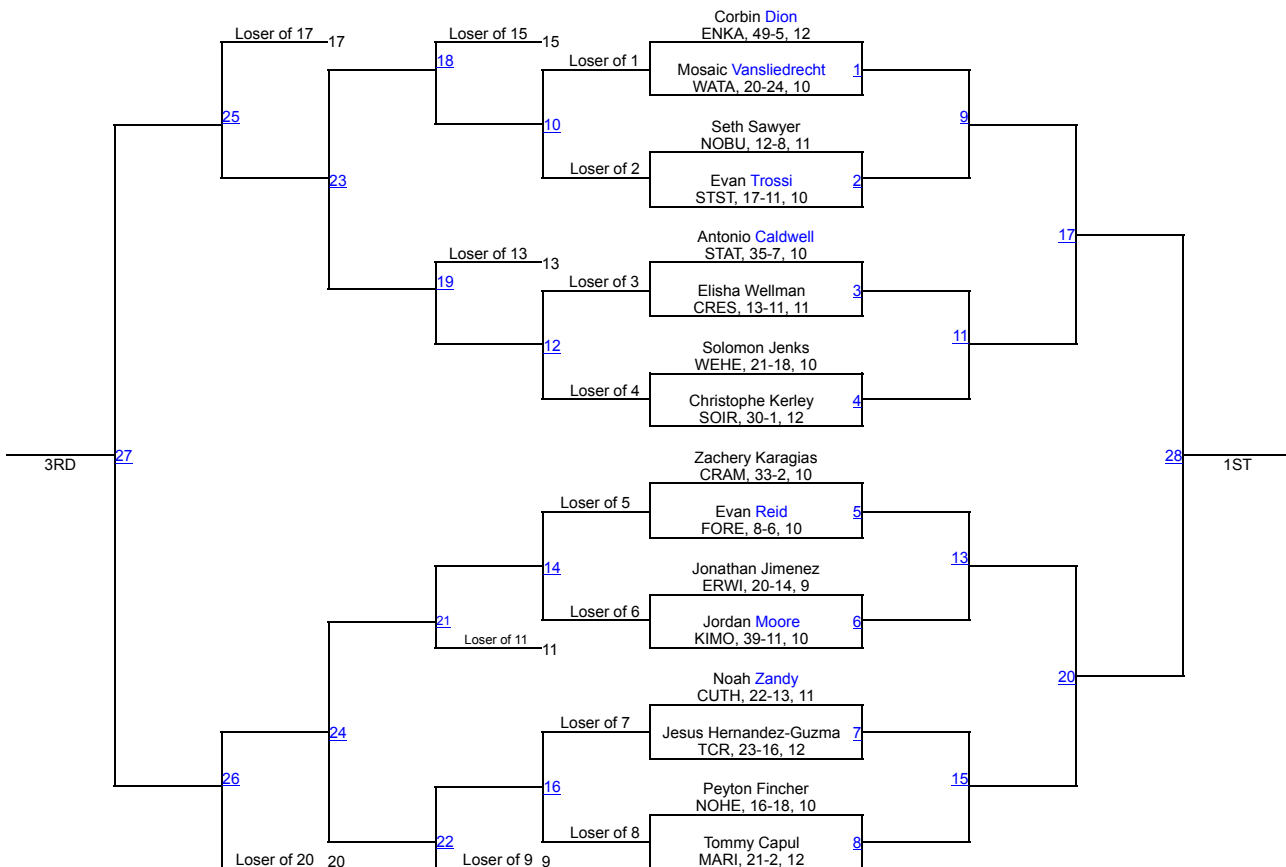 Corbin Dion
Loser of 17
17
Loser of 15
15
ENKA, 49-5, 12
18
Loser of 1
Mosaic Vansliedrecht
1
WATA, 20-24, 10
25
10
9
Seth Sawyer
NOBU, 12-8, 11
23
Loser of 2
Evan Trossi
2
STST, 17-11, 10
Antonio Caldwell
17
STAT, 35-7, 10
Loser of 13
13
19
Loser of 3
Elisha Wellman
3
CRES, 13-11, 11
12
11
Solomon Jenks
WEHE, 21-18, 10
Loser of 4
Christophe Kerley
4
SOIR, 30-1, 12
3RD
27
Zachery Karagias
CRAM, 33-2, 10
28
1ST
Loser of 5
Evan Reid
5
FORE, 8-6, 10
14
13
Jonathan Jimenez
ERWI, 20-14, 9
21
Loser of 6
Jordan Moore
6
KIMO, 39-11, 10
Loser of 11
11
Noah Zandy
20
CUTH, 22-13, 11
24
Loser of 7
Jesus Hernandez-Guzma
7
TCR, 23-16, 12
26
16
15
Peyton Fincher
NOHE, 16-18, 10
22
Loser of 8
Tommy Capul
8
MARI, 21-2, 12
Loser of 20
20
Loser of 9
9